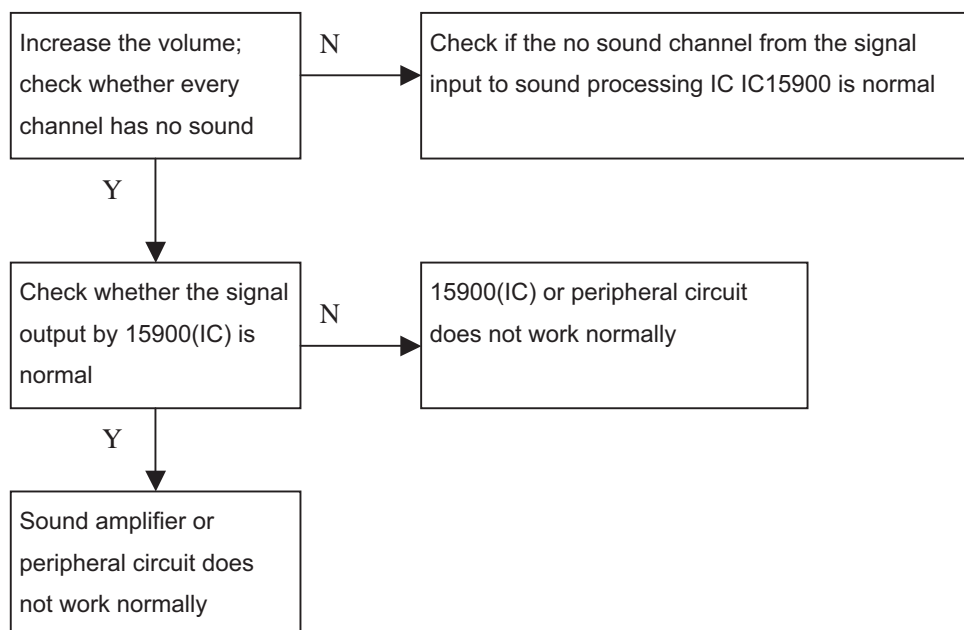 Increase the volume;
check whether every
channel has no sound
N
Check if the no sound channel from the signal
input to sound processing IC IC15900 is normal
Y
Check whether the signal
output by 15900(IC) is
normal
N
15900(IC) or peripheral circuit
does not work normally
Y
Sound amplifier or
peripheral circuit does
not work normally